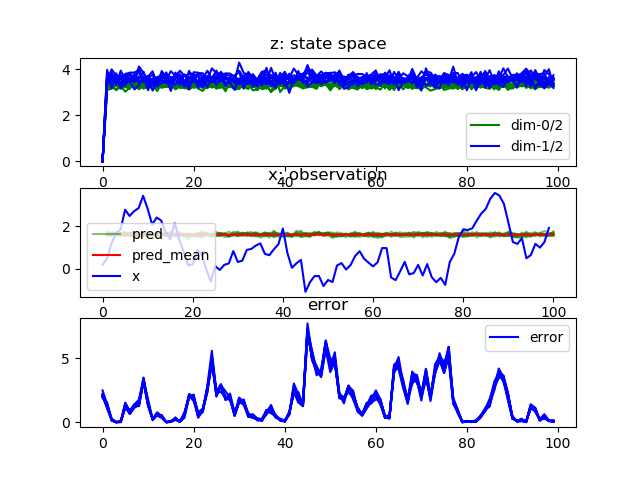 z: state space
4
2
0
dim-0/2
dim-1/2
0 20 40 60 80 100
x: observation
2
0
pred
pred_mean
x
0 20 40 60 80 100
error
5
0
error
0 20 40 60 80 100